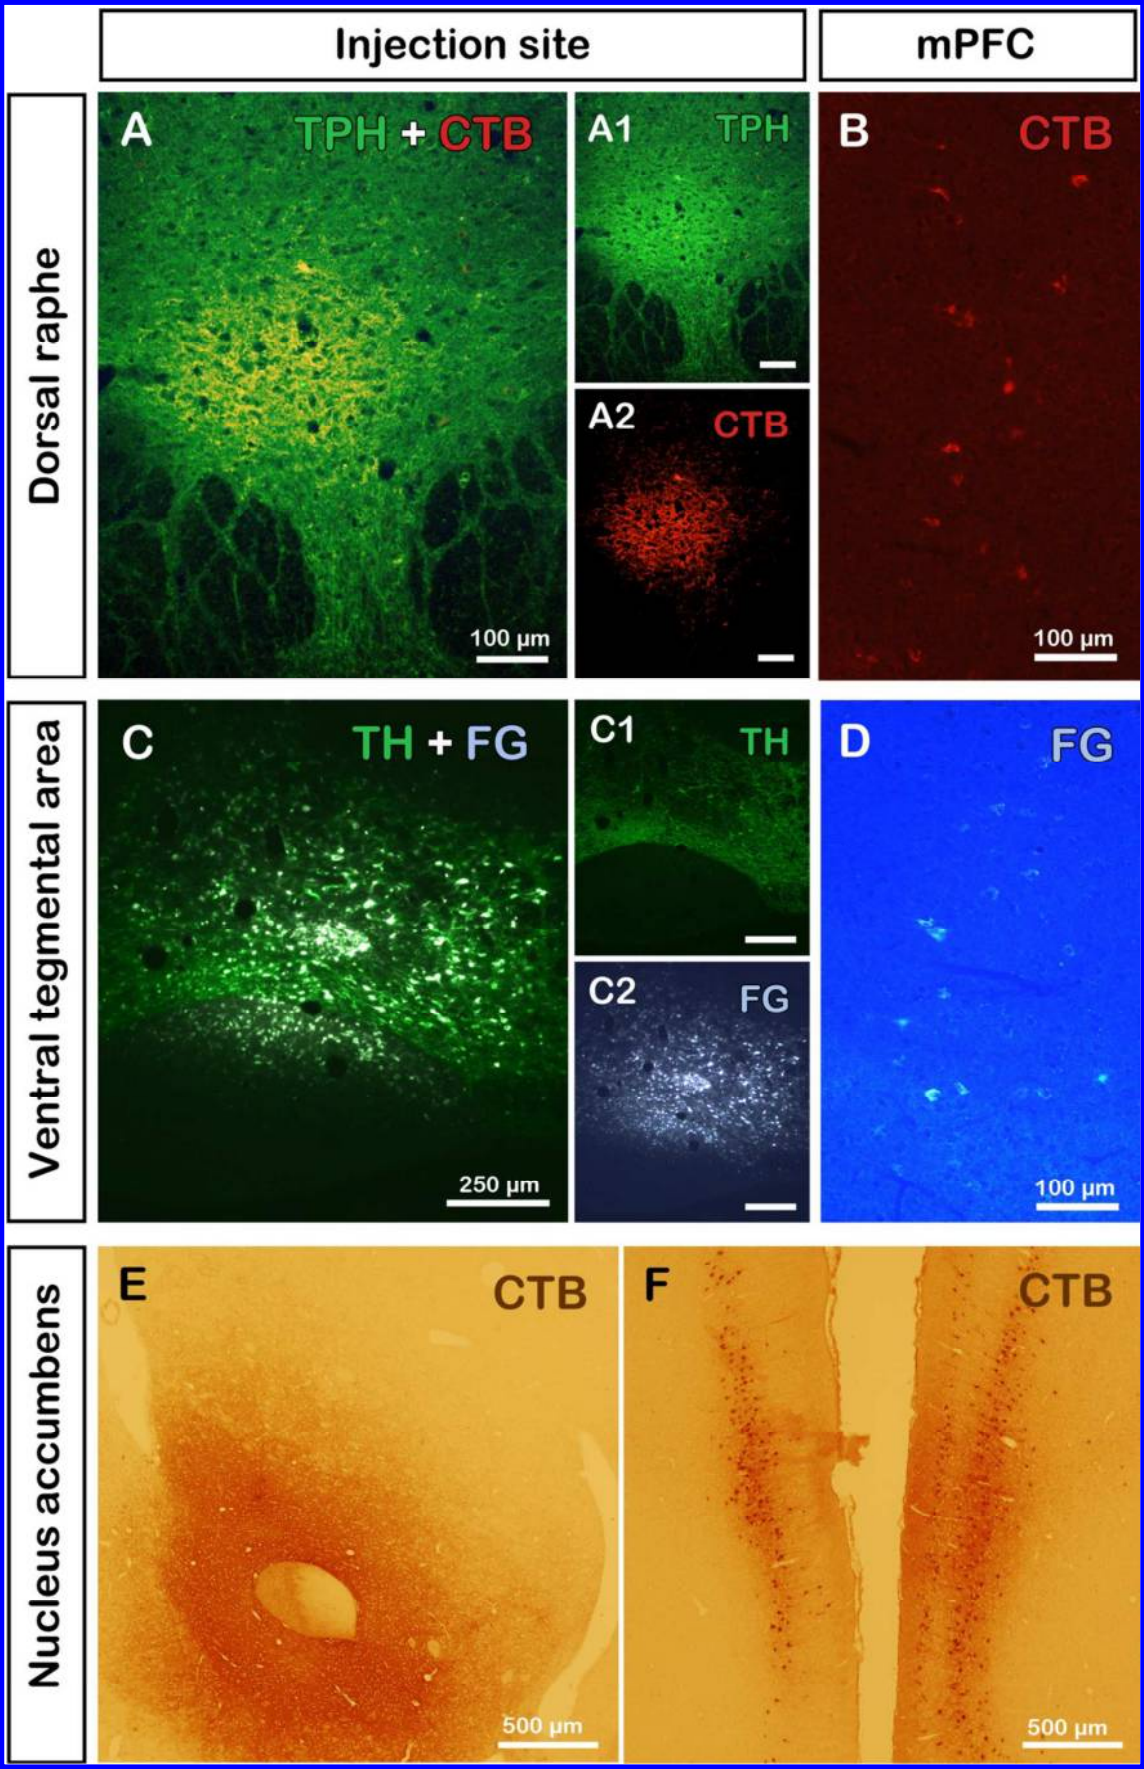 Injection site
mPFC
Dorsal raphe
A
TPH + CTB
100 µm
A1
TPH
A2
CTB
B
CTB
100 µm
Ventral tegmental area
C
TH + FG
250 µm
C1
TH
C2
FG
D
FG
100 µm
Nucleus accumbens
E
CTB
500 µm
F
CTB
500 µm